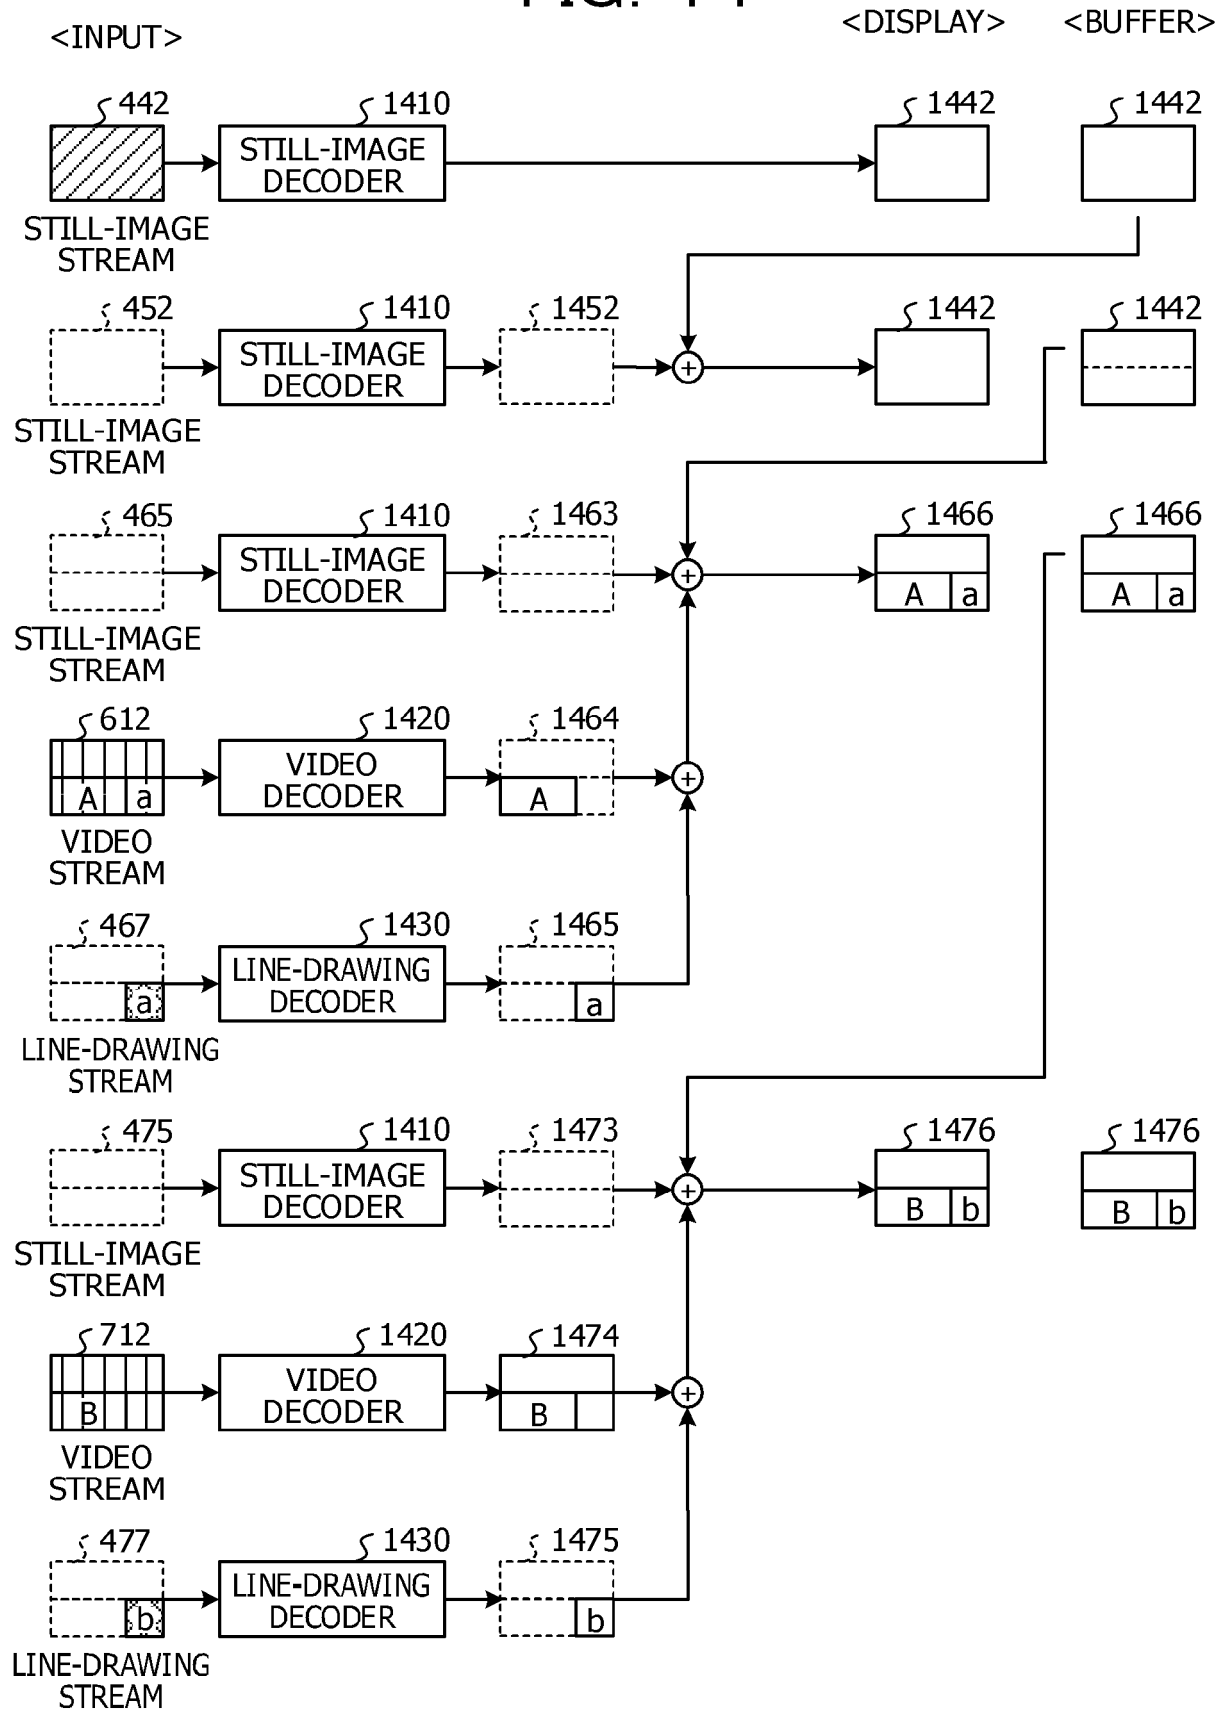 <INPUT>
<DISPLAY>
<BUFFER>
442
1410
1442
1442
STILL-IMAGE
DECODER
STILL-IMAGE
STREAM
452
1410
1452
1442
1442
STILL-IMAGE
DECODER
+
STILL-IMAGE
STREAM
465
1410
1463
1466
1466
STILL-IMAGE
DECODER
+
A a
A a
STILL-IMAGE
STREAM
612
1420
1464
A a
VIDEO
DECODER
A
+
VIDEO
STREAM
467
1430
1465
a
LINE-DRAWING
DECODER
a
LINE-DRAWING
STREAM
475
1410
1473
1476
1476
STILL-IMAGE
DECODER
+
B b
B b
STILL-IMAGE
STREAM
712
1420
1474
B
VIDEO
DECODER
B
+
VIDEO
STREAM
477
1430
1475
b
LINE-DRAWING
DECODER
b
LINE-DRAWING
STREAM